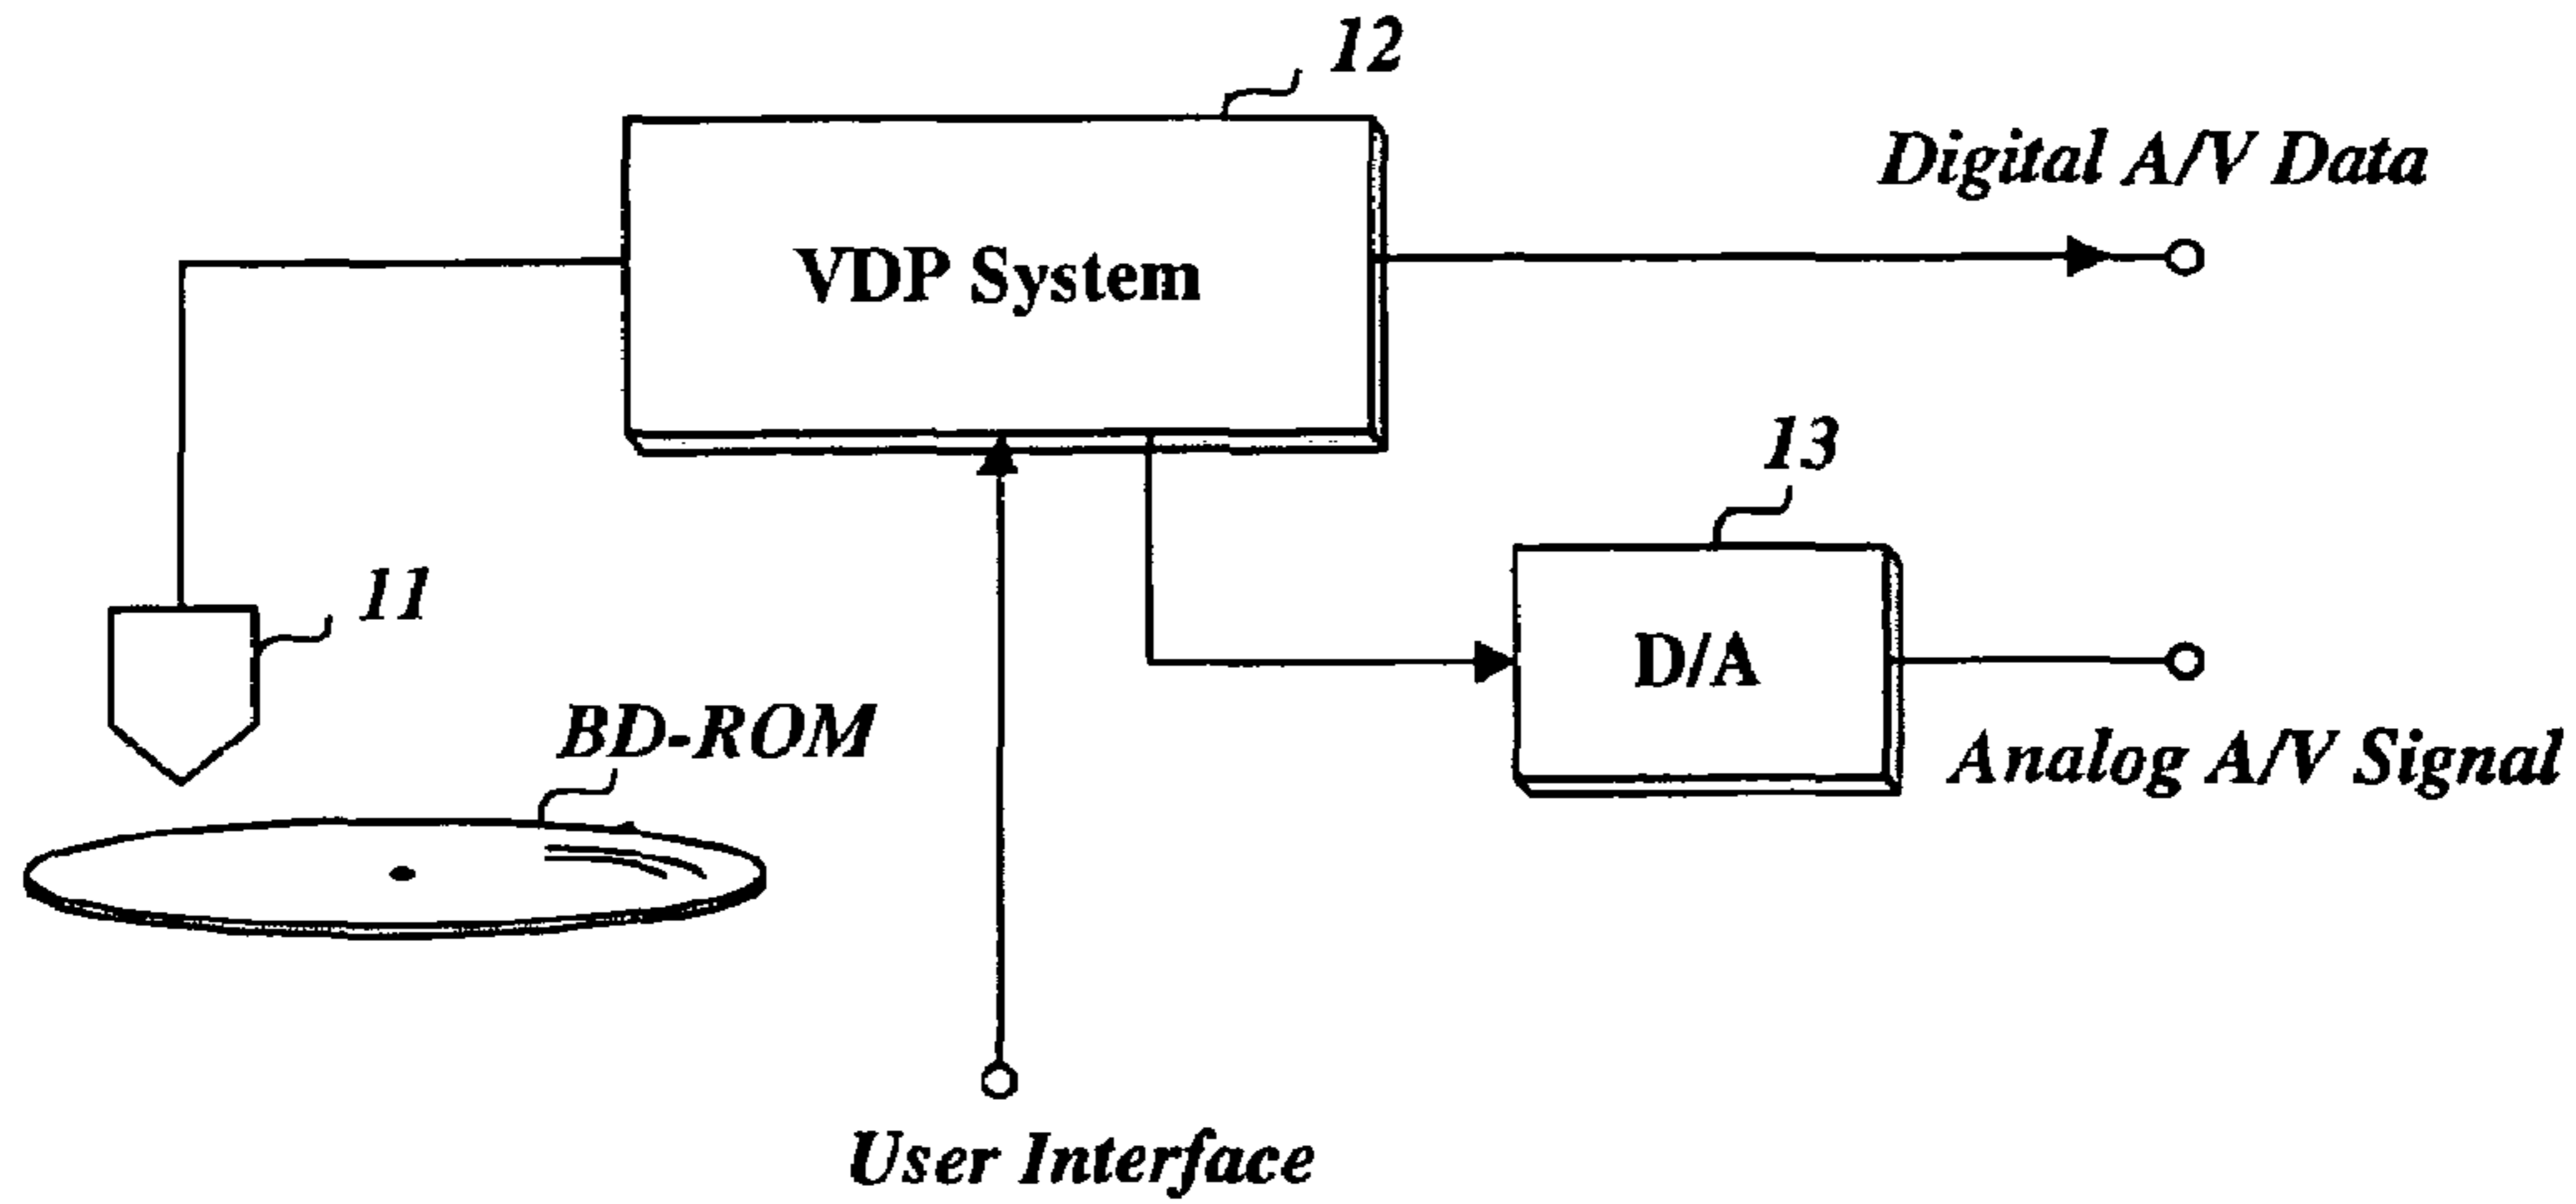 12
Digital A/V Data
VDP System
13
11
D/A
BD-ROM
Analog A/V Signal
User Interface